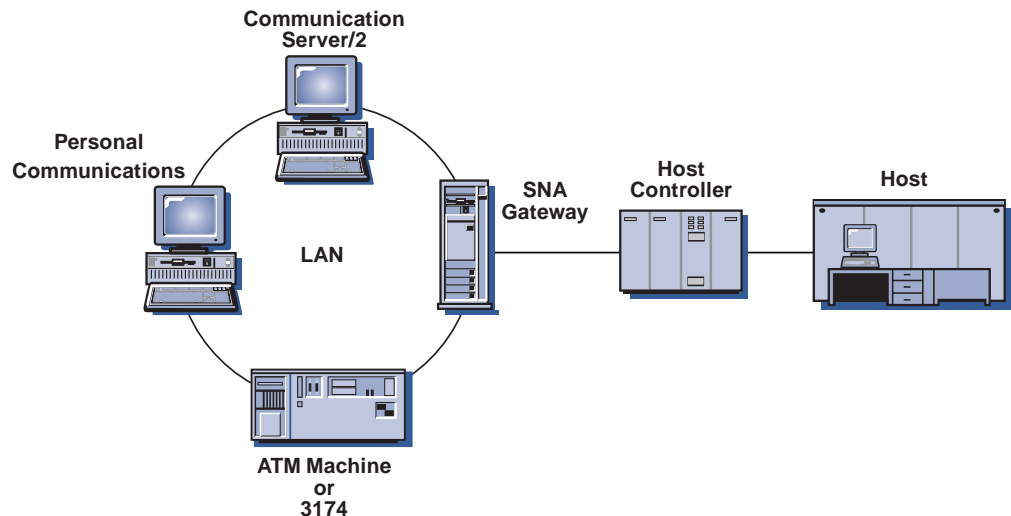 Communication
Server/2
Personal
Communications
LAN
SNA
Gateway
Host
Controller
Host
ATM Machine
or
3174